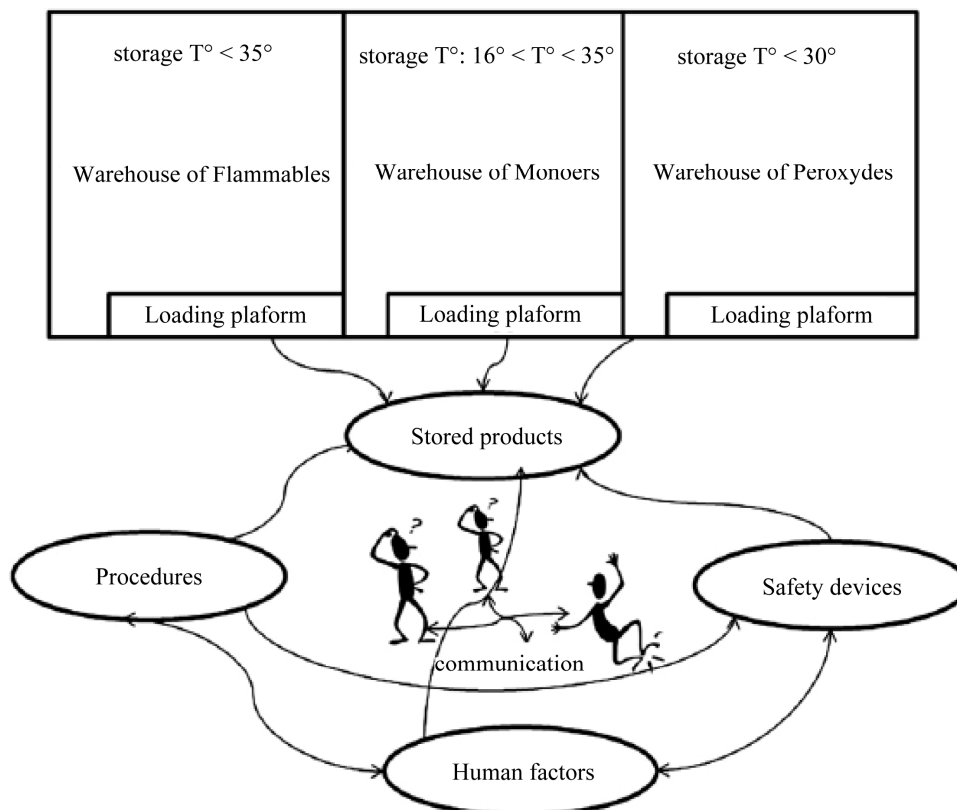 storage T° < 35°
storage T°: 16° < T° < 35°
storage T° < 30°
Warehouse of Flammables
Warehouse of Monoers
Warehouse of Peroxydes
Loading plaform
Loading plaform
Loading plaform
Stored products
?
?
Procedures
Safety devices
communication
Human factors